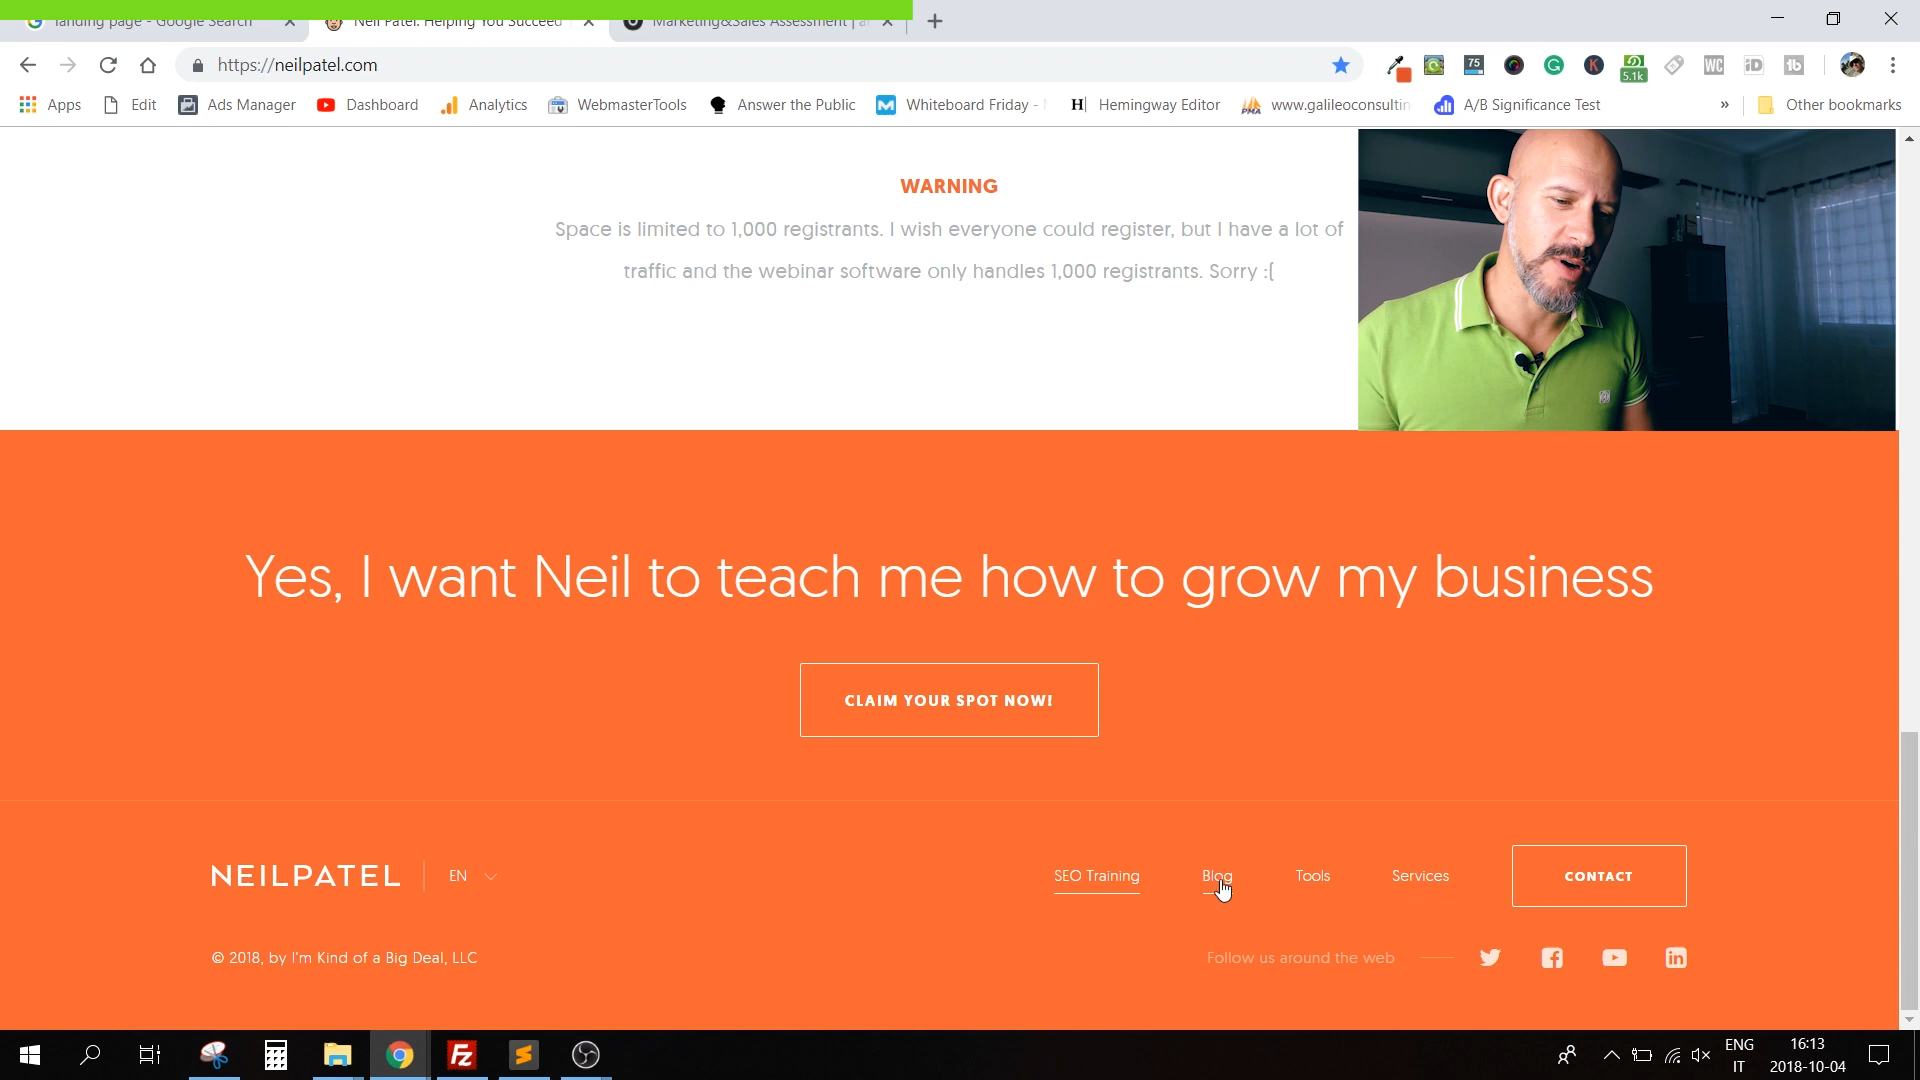 landing page - Google Search
Neil Patel: Helping You Succeed
Marketing&Sales Assessment | a
https://neilpatel.com
75
5.1k
WC
Apps
Edit
Ads Manager
Dashboard
Analytics
WebmasterTools
Answer the Public
Whiteboard Friday -
H
Hemingway Editor
PMA
www.galileoconsultin
A/B Significance Test
»
Other bookmarks
WARNING
Space is limited to 1,000 registrants. I wish everyone could register, but I have a lot of
traffic and the webinar software only handles 1,000 registrants. Sorry :(
Yes, I want Neil to teach me how to grow my business
CLAIM YOUR SPOT NOW!
NEILPATEL
EN
SEO Training
Blog
Tools
Services
CONTACT
© 2018, by I'm Kind of a Big Deal, LLC
Follow us around the web
ENG
IT
16:13
2018-10-04